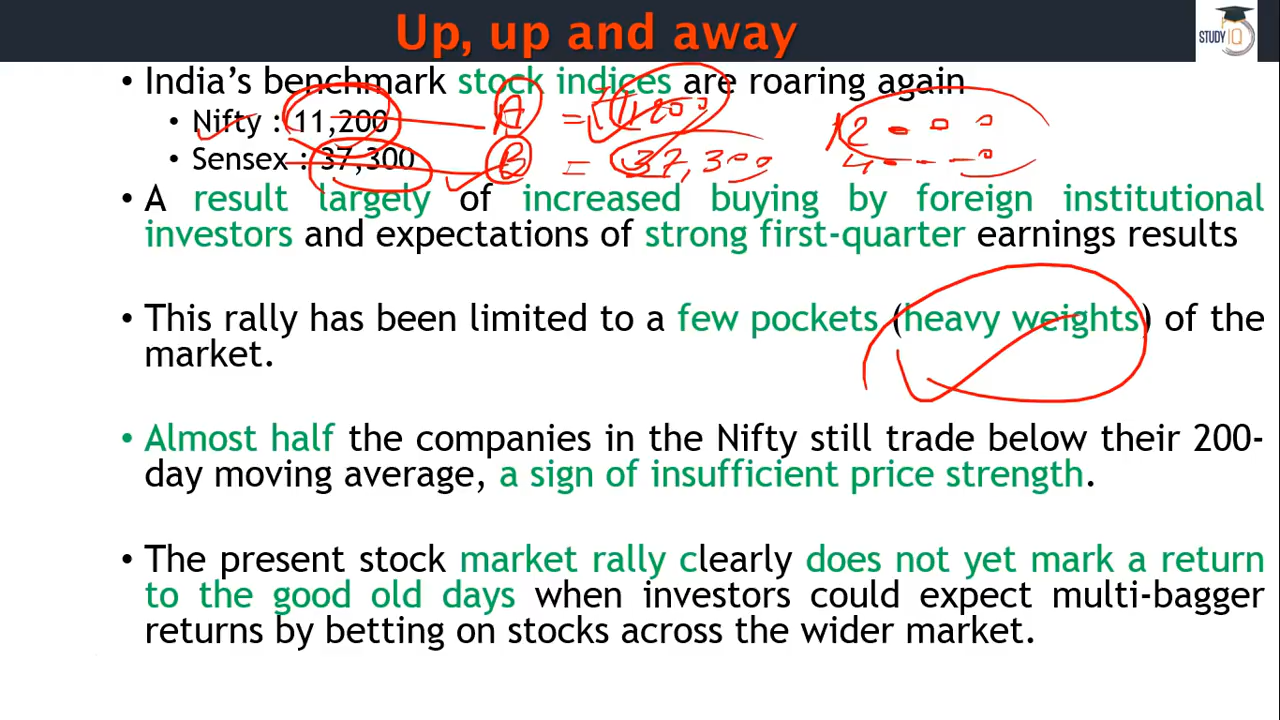 Up, up and away
STUDY IQ
• India's benchmark stock indices are roaring again
• Nifty : 11,200 A = 11,200 12 - 0 0
• Sensex : 37,300 B = 37,300
• A result largely of increased buying by foreign institutional
investors and expectations of strong first-quarter earnings results
• This rally has been limited to a few pockets (heavy weights) of the
market.
• Almost half the companies in the Nifty still trade below their 200-
day moving average, a sign of insufficient price strength.
• The present stock market rally clearly does not yet mark a return
to the good old days when investors could expect multi-bagger
returns by betting on stocks across the wider market.